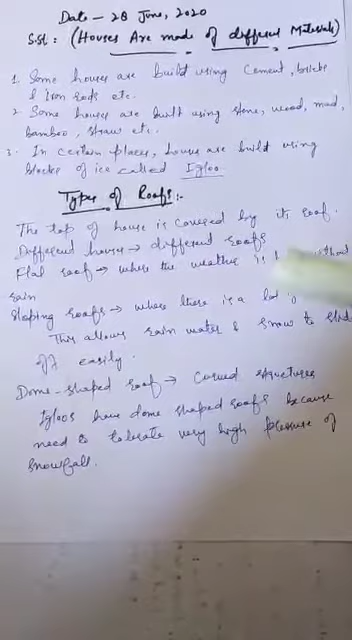 Date - 28 June, 2020
S.St : (Houses Are made of different Materials)
1. Some houses are build using cement, bricks
& Iron rods etc.
2. Some houses are built using stone, wood, mud,
bamboo, straw etc.
3. In certain places, houses are build using
blocks of ice called Igloo.
Types of Roofs :-
The top of house is covered by its roof.
Different houses → different roofs
Flat roof → where the weather is
rain
Sloping roofs → where there is a lot
This allows rain water & snow to slide
off easily.
Dome-shaped roof → Curved structures
Igloos have dome shaped roofs because
need to tolerate very high pressure of
snowfall.